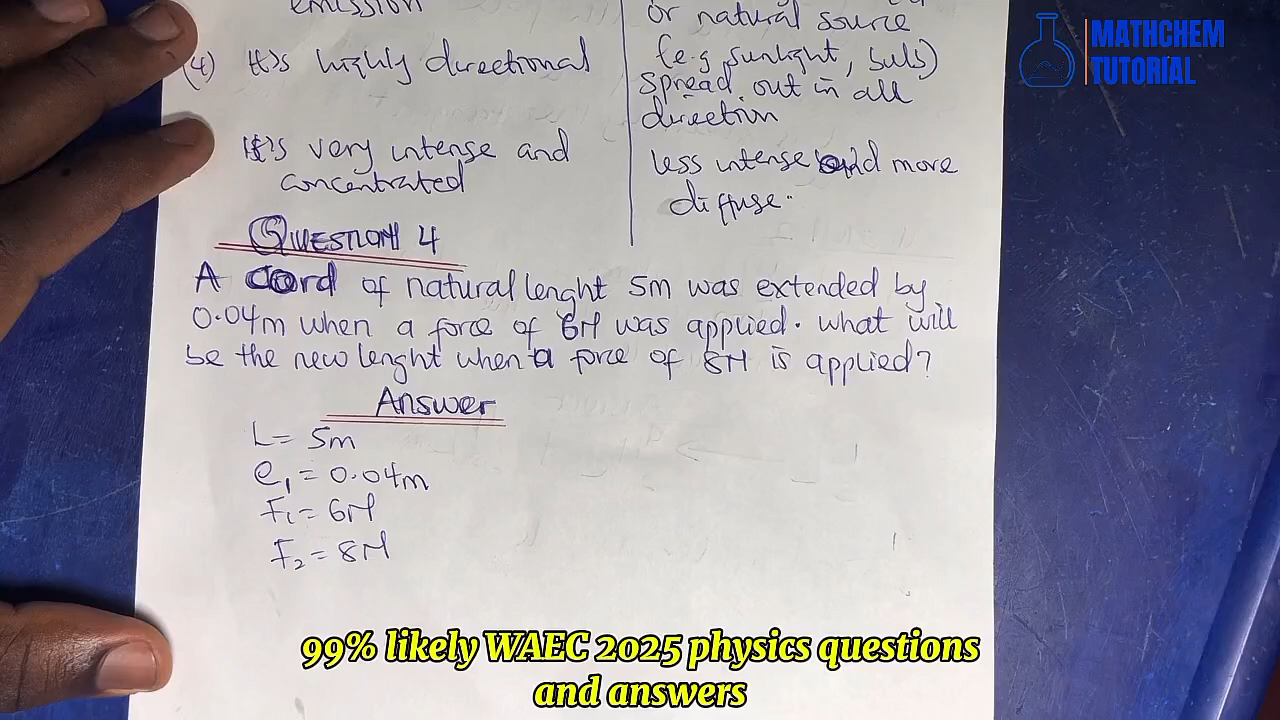 emission
or natural source
(4) It's highly directional
(e.g sunlight, buls)
spread out in all
direction
It's very intense and
concentrated
less intense and more
diffuse.
QUESTION 4
A cord of natural lenght 5m was extended by
0.04m when a force of 6N was applied. what will
be the new lenght when a force of 8N is applied?
Answer
L = 5m
e1 = 0.04m
F1 = 6N
F2 = 8N
MATHCHEM
TUTORIAL
99% likely WAEC 2025 physics questions
and answers